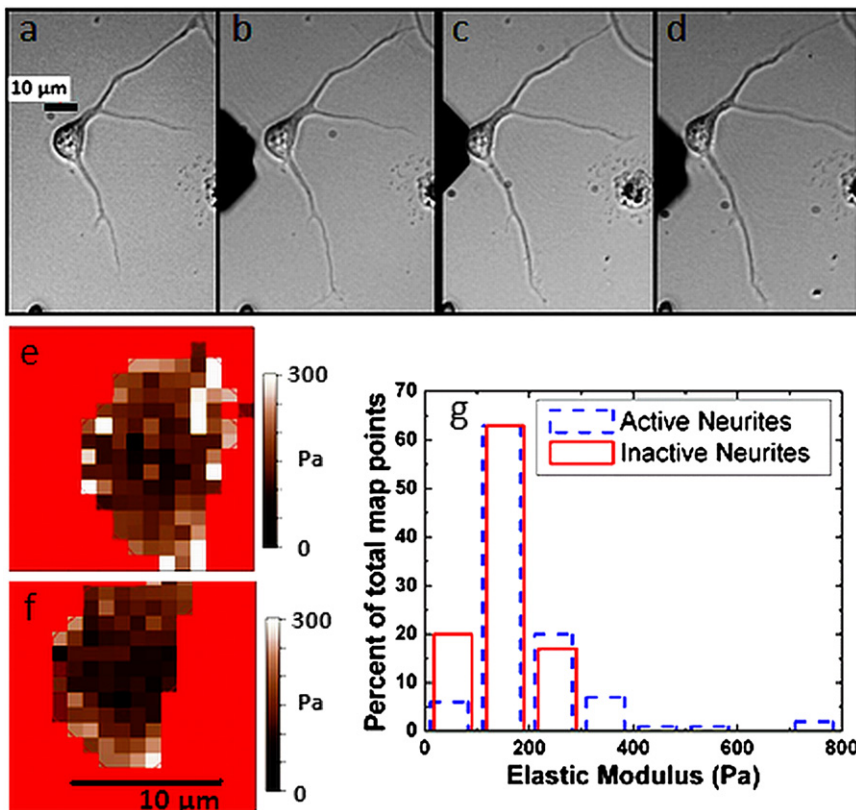 a
b
c
d
10 µm
e
300
Pa
0
f
300
Pa
0
10 µm
g
Active Neurites
Inactive Neurites
Percent of total map points
70
60
50
40
30
20
10
0
0
200
400
600
800
Elastic Modulus (Pa)